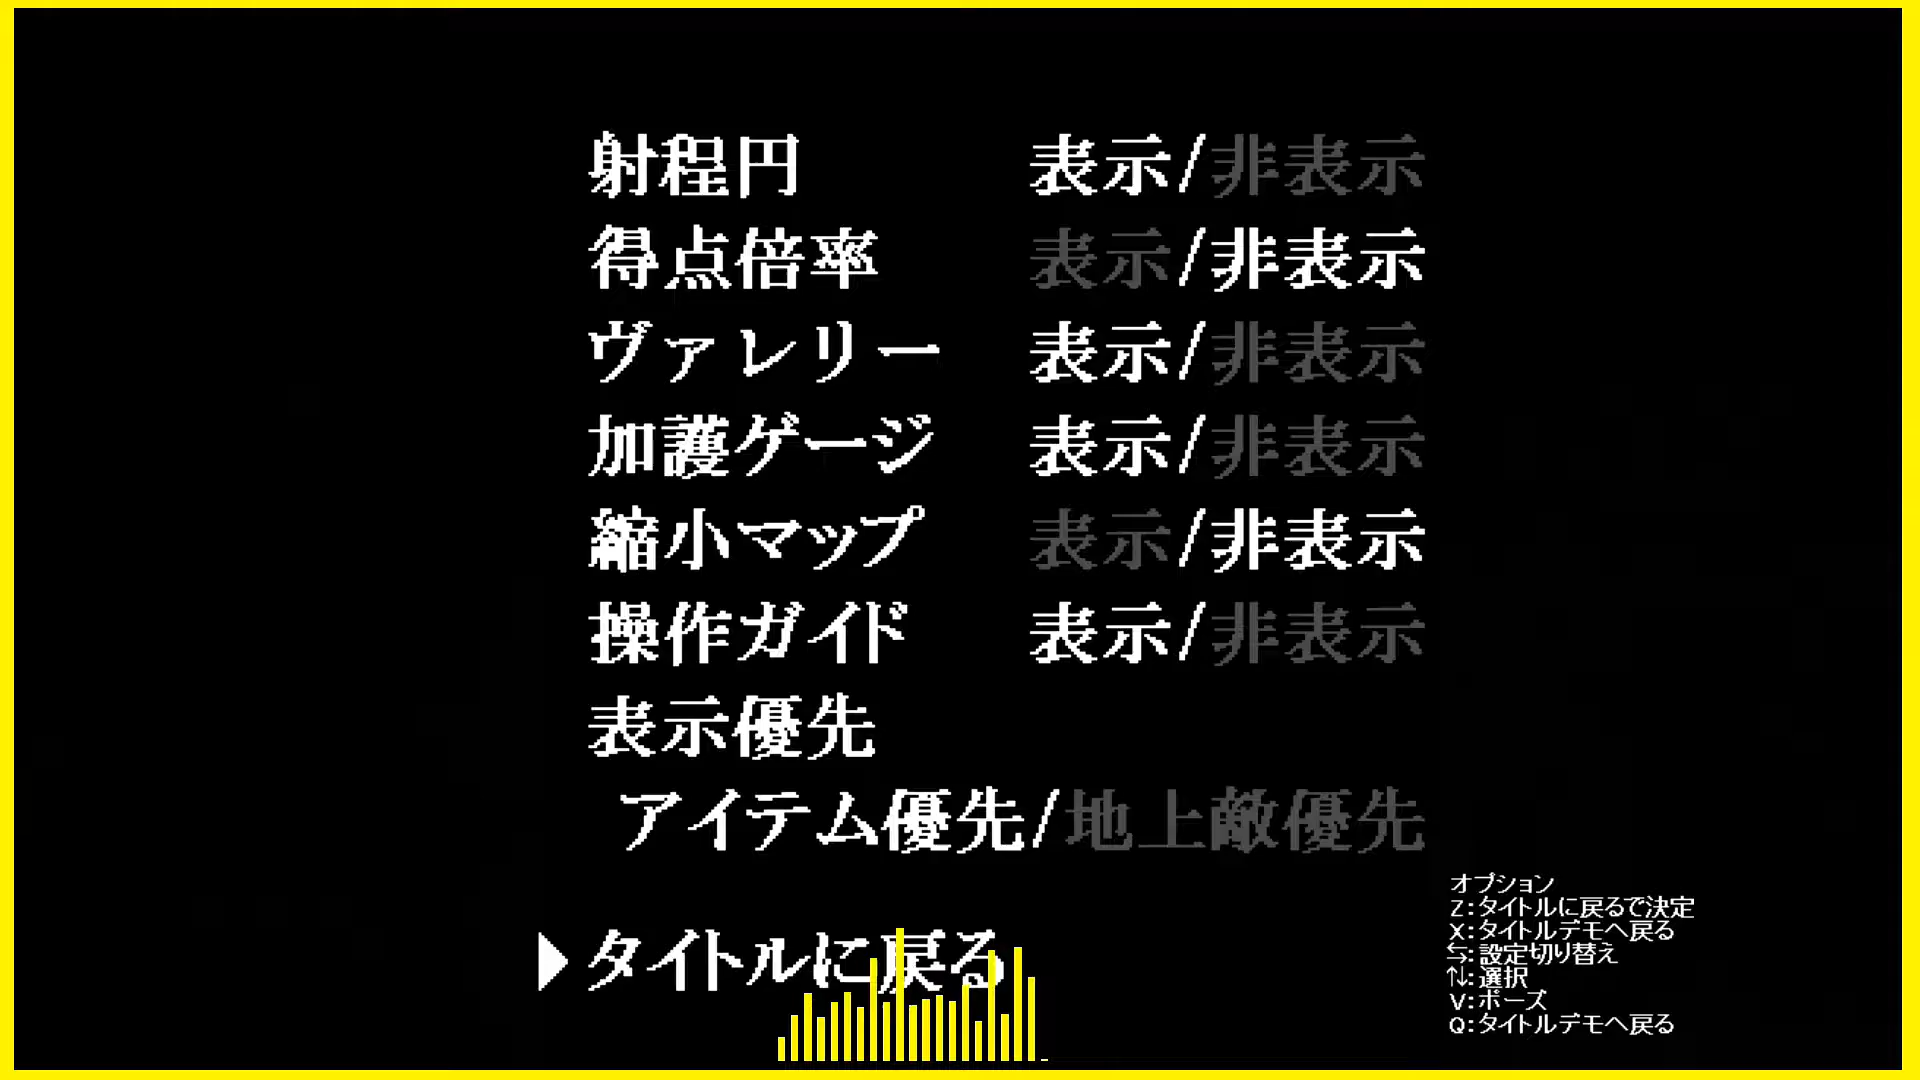 射程円 表示/非表示
得点倍率 表示/非表示
ヴァレリー 表示/非表示
加護ゲージ 表示/非表示
縮小マップ 表示/非表示
操作ガイド 表示/非表示
表示優先
アイテム優先/地上敵優先
▶タイトルに戻る
オプション
Z:タイトルに戻るで決定
X:タイトルデモへ戻る
⇆:設定切り替え
⇅:選択
V:ポーズ
Q:タイトルデモへ戻る